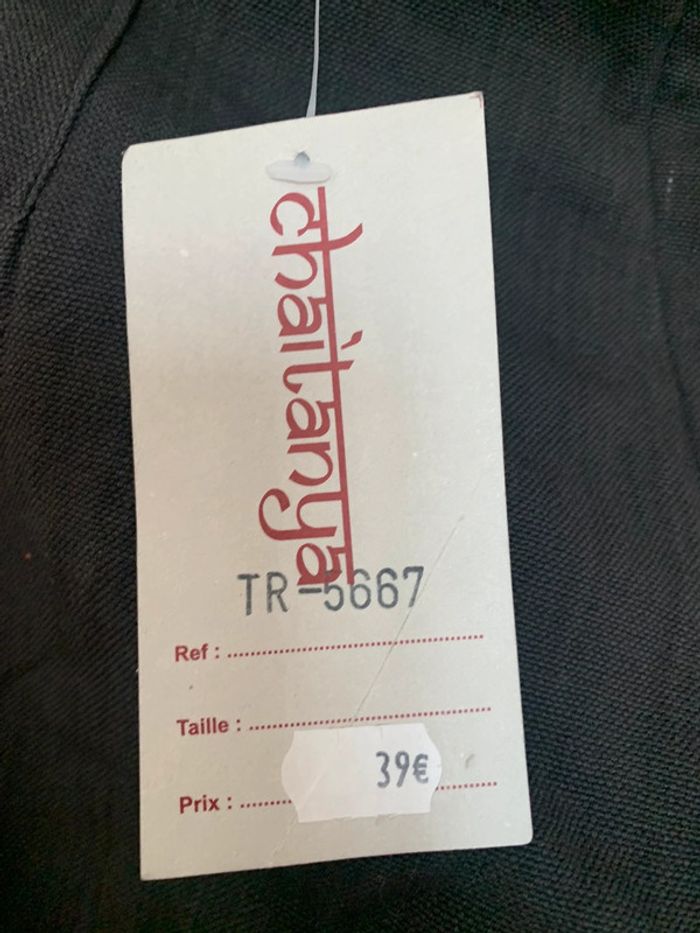 chaitanya
TR-5667
Ref : ........................................
Taille : ........................................
39€
Prix : ........................................